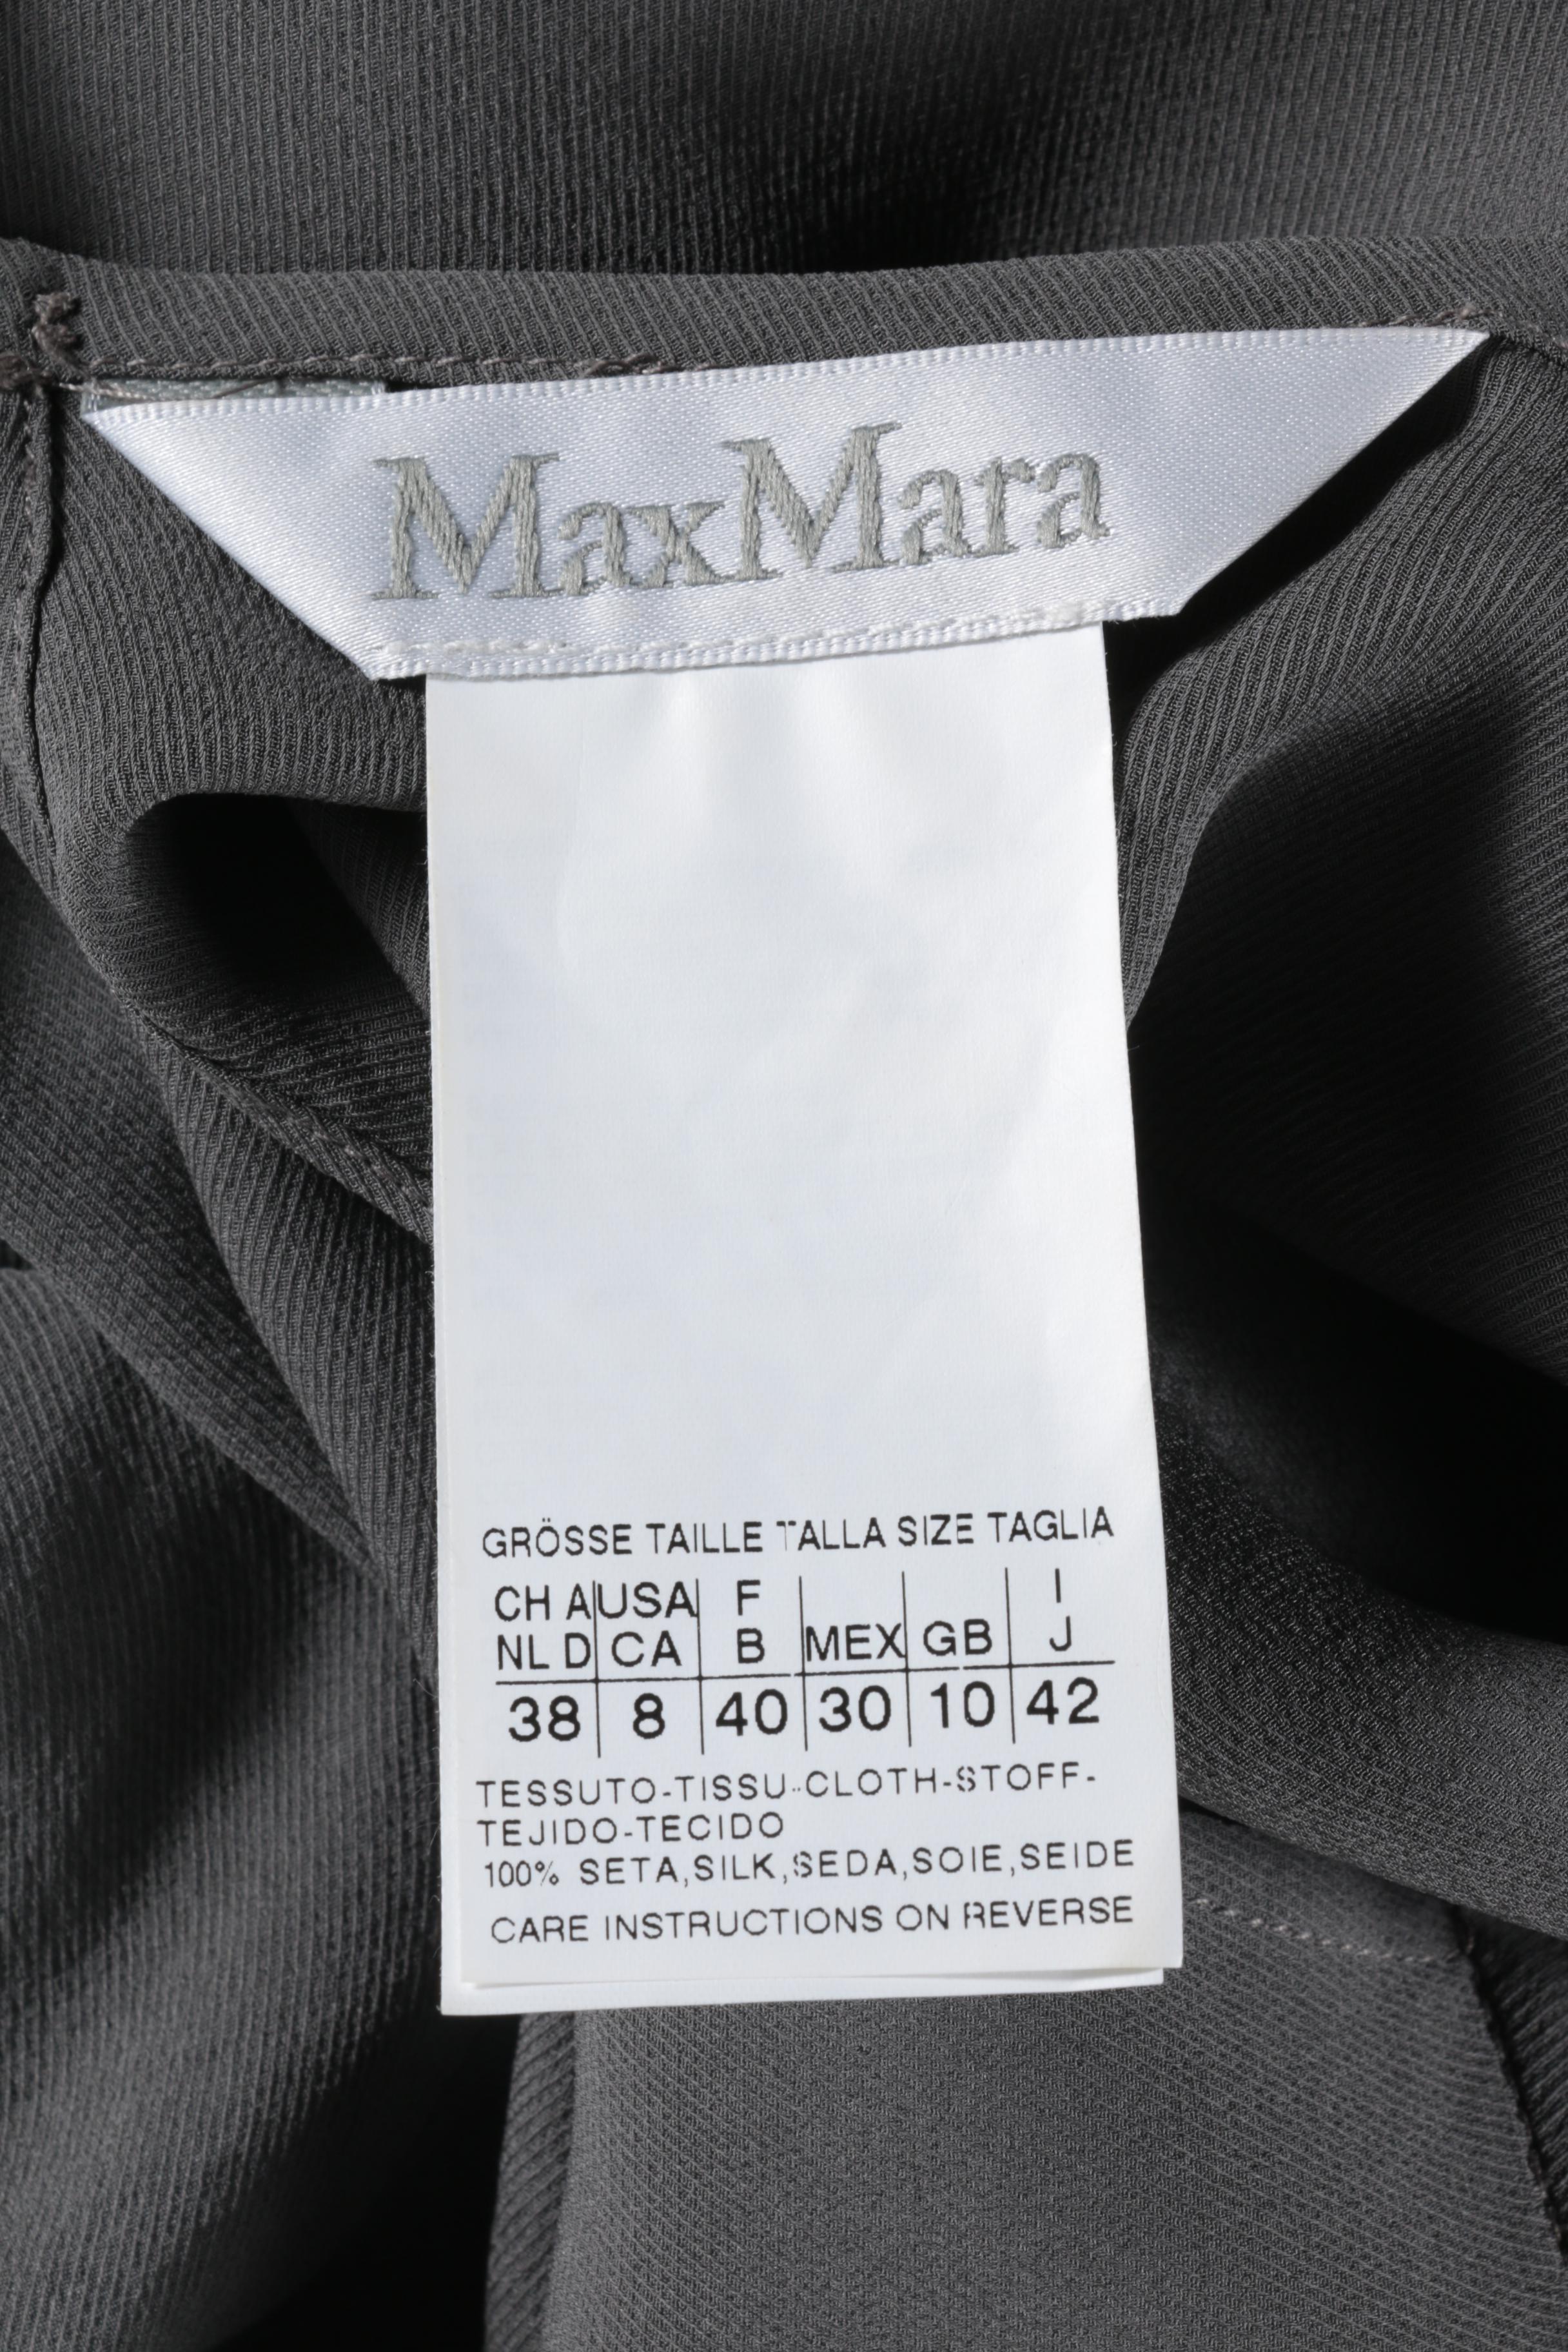 MaxMara
GRÖSSE TAILLE TALLA SIZE TAGLIA
CH A USA F I
NL D CA B MEX GB J
38 8 40 30 10 42
TESSUTO-TISSU-CLOTH-STOFF-
TEJIDO-TECIDO
100% SETA,SILK,SEDA,SOIE,SEIDE
CARE INSTRUCTIONS ON REVERSE